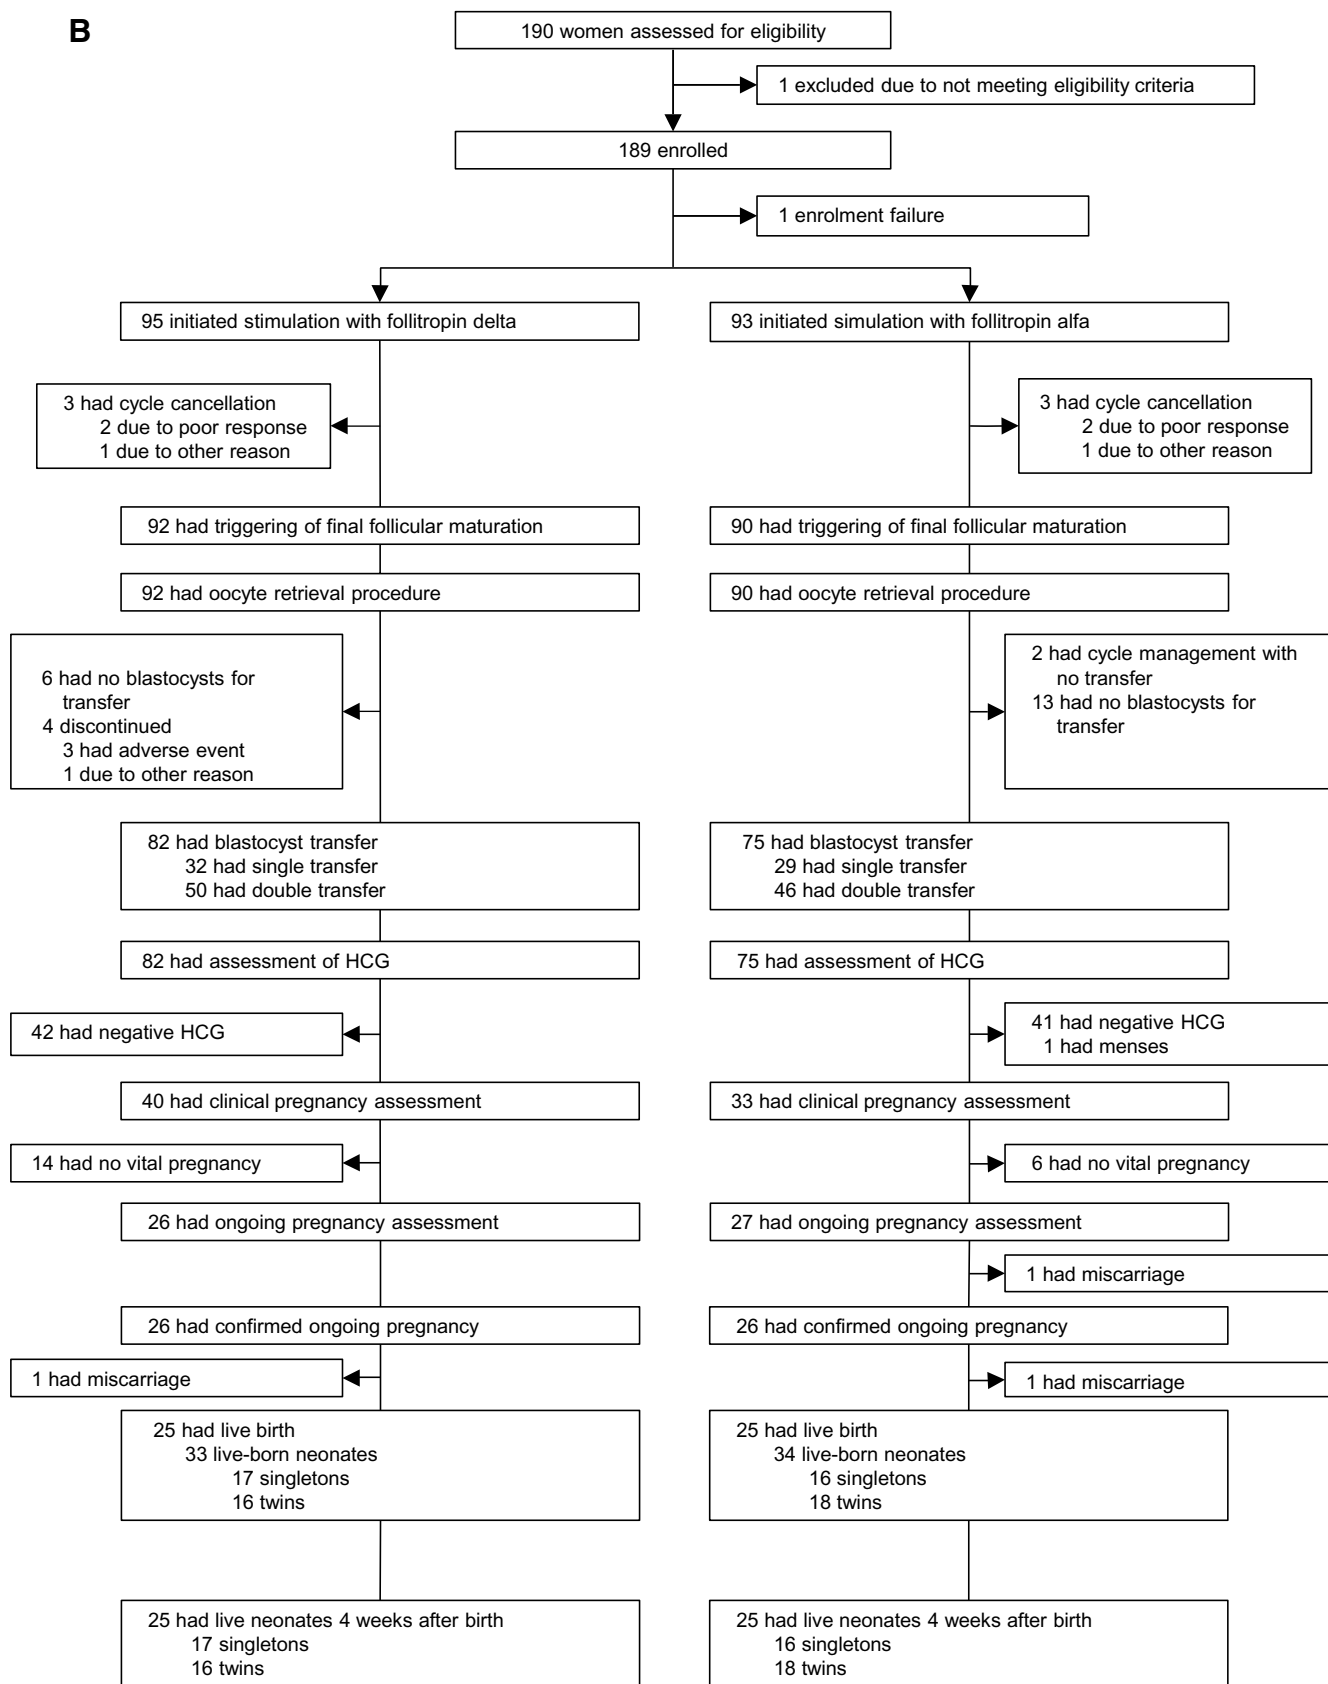 B
190 women assessed for eligibility
1 excluded due to not meeting eligibility criteria
189 enrolled
1 enrolment failure
95 initiated stimulation with follitropin delta
93 initiated simulation with follitropin alfa
3 had cycle cancellation
2 due to poor response
1 due to other reason
3 had cycle cancellation
2 due to poor response
1 due to other reason
92 had triggering of final follicular maturation
90 had triggering of final follicular maturation
92 had oocyte retrieval procedure
90 had oocyte retrieval procedure
6 had no blastocysts for
transfer
4 discontinued
3 had adverse event
1 due to other reason
2 had cycle management with
no transfer
13 had no blastocysts for
transfer
82 had blastocyst transfer
32 had single transfer
50 had double transfer
75 had blastocyst transfer
29 had single transfer
46 had double transfer
82 had assessment of HCG
75 had assessment of HCG
42 had negative HCG
41 had negative HCG
1 had menses
40 had clinical pregnancy assessment
33 had clinical pregnancy assessment
14 had no vital pregnancy
6 had no vital pregnancy
26 had ongoing pregnancy assessment
27 had ongoing pregnancy assessment
1 had miscarriage
26 had confirmed ongoing pregnancy
26 had confirmed ongoing pregnancy
1 had miscarriage
1 had miscarriage
25 had live birth
33 live-born neonates
17 singletons
16 twins
25 had live birth
34 live-born neonates
16 singletons
18 twins
25 had live neonates 4 weeks after birth
17 singletons
16 twins
25 had live neonates 4 weeks after birth
16 singletons
18 twins